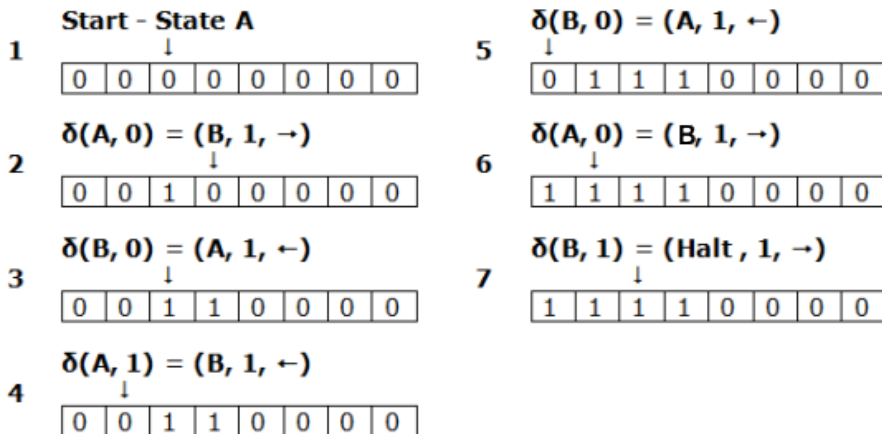 Start - State A
1
↓
0 0 0 0 0 0 0 0
δ(A, 0) = (B, 1, →)
2
↓
0 0 1 0 0 0 0 0
δ(B, 0) = (A, 1, ←)
3
↓
0 0 1 1 0 0 0 0
δ(A, 1) = (B, 1, ←)
4
↓
0 0 1 1 0 0 0 0
δ(B, 0) = (A, 1, ←)
5
↓
0 1 1 1 0 0 0 0
δ(A, 0) = (B, 1, →)
6
↓
1 1 1 1 0 0 0 0
δ(B, 1) = (Halt , 1, →)
7
↓
1 1 1 1 0 0 0 0